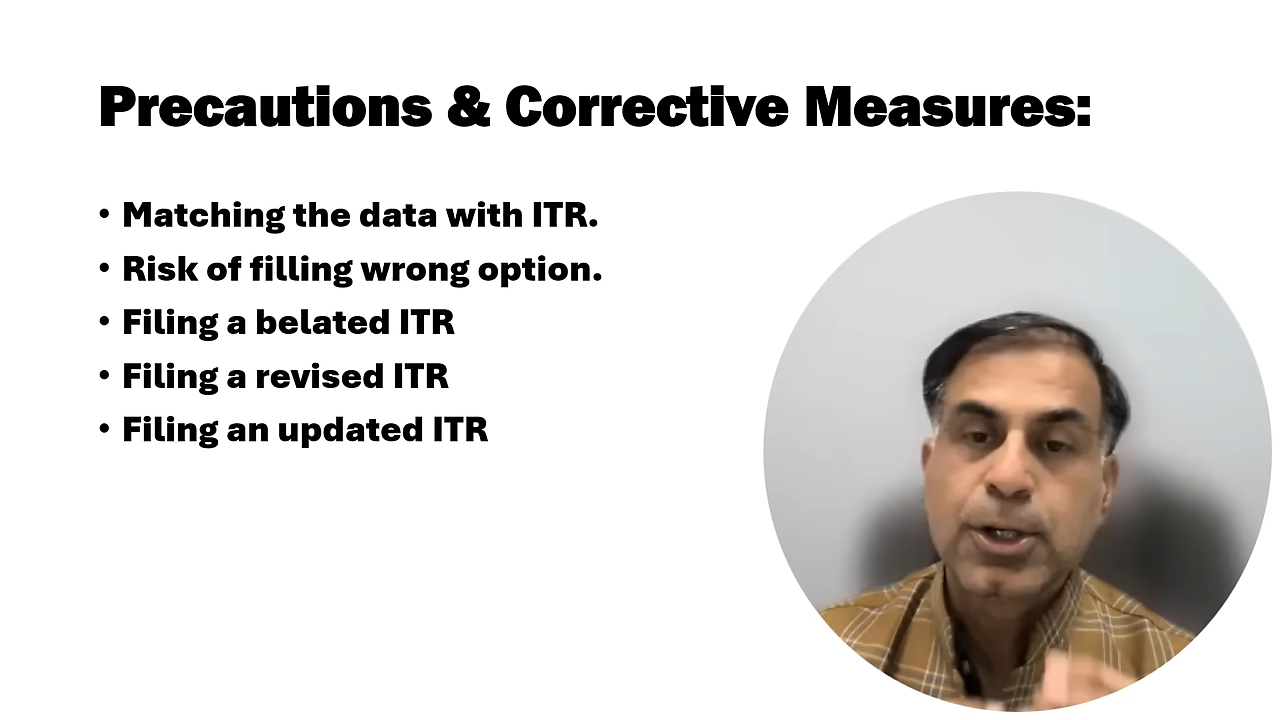 Precautions & Corrective Measures:
• Matching the data with ITR.
• Risk of filling wrong option.
• Filing a belated ITR
• Filing a revised ITR
• Filing an updated ITR